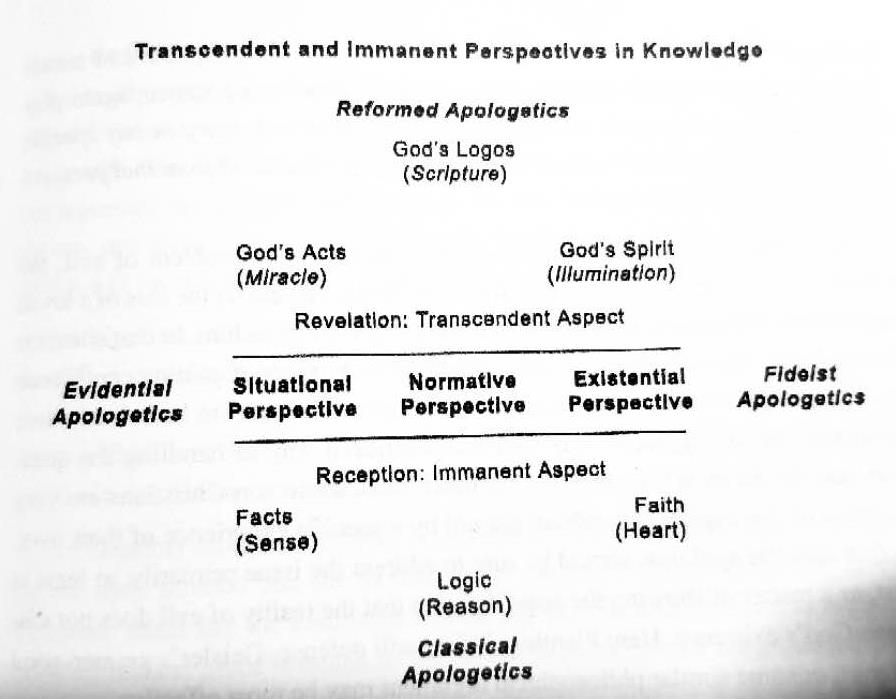 Transcendent and Immanent Perspectives in Knowledge
Reformed Apologetics
God's Logos
(Scripture)
God's Acts
(Miracle)
God's Spirit
(Illumination)
Revelation: Transcendent Aspect
Evidential
Apologetics
Situational
Perspective
Normative
Perspective
Existential
Perspective
Fideist
Apologetics
Reception: Immanent Aspect
Facts
(Sense)
Faith
(Heart)
Logic
(Reason)
Classical
Apologetics